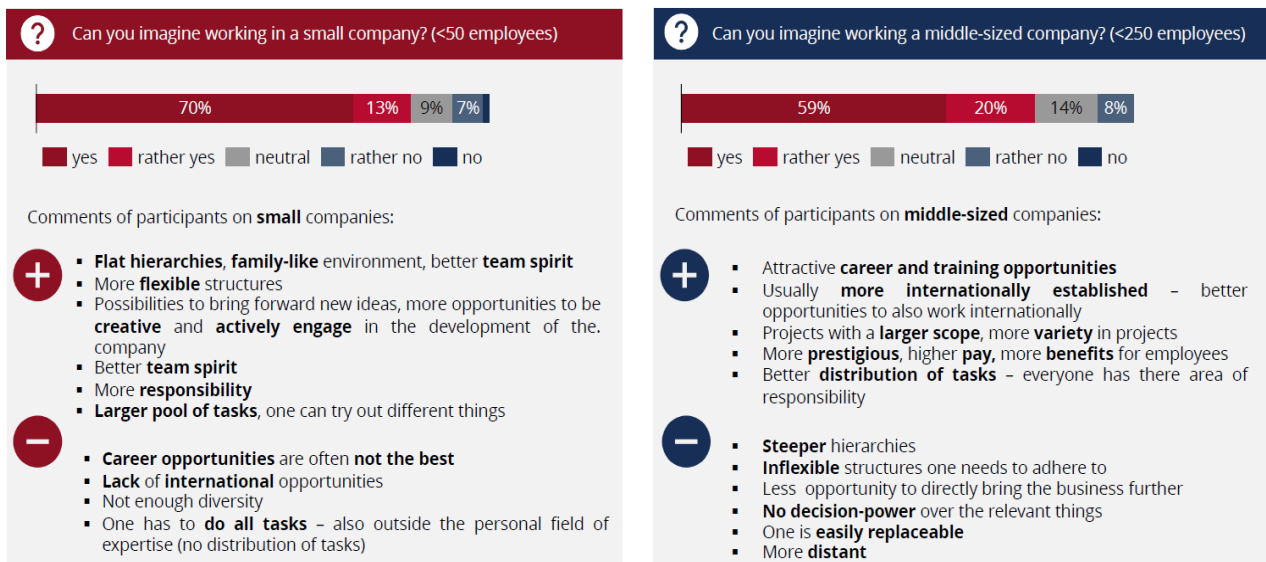 ?
Can you imagine working in a small company? (<50 employees)
70%
13%
9%
7%
yes
rather yes
neutral
rather no
no
Comments of participants on small companies:
+
▪ Flat hierarchies, family-like environment, better team spirit
▪ More flexible structures
▪ Possibilities to bring forward new ideas, more opportunities to be
creative and actively engage in the development of the.
company
▪ Better team spirit
▪ More responsibility
▪ Larger pool of tasks, one can try out different things
−
▪ Career opportunities are often not the best
▪ Lack of international opportunities
▪ Not enough diversity
▪ One has to do all tasks – also outside the personal field of
expertise (no distribution of tasks)
?
Can you imagine working a middle-sized company? (<250 employees)
59%
20%
14%
8%
yes
rather yes
neutral
rather no
no
Comments of participants on middle-sized companies:
+
▪ Attractive career and training opportunities
▪ Usually more internationally established – better
opportunities to also work internationally
▪ Projects with a larger scope, more variety in projects
▪ More prestigious, higher pay, more benefits for employees
▪ Better distribution of tasks – everyone has there area of
responsibility
−
▪ Steeper hierarchies
▪ Inflexible structures one needs to adhere to
▪ Less opportunity to directly bring the business further
▪ No decision-power over the relevant things
▪ One is easily replaceable
▪ More distant